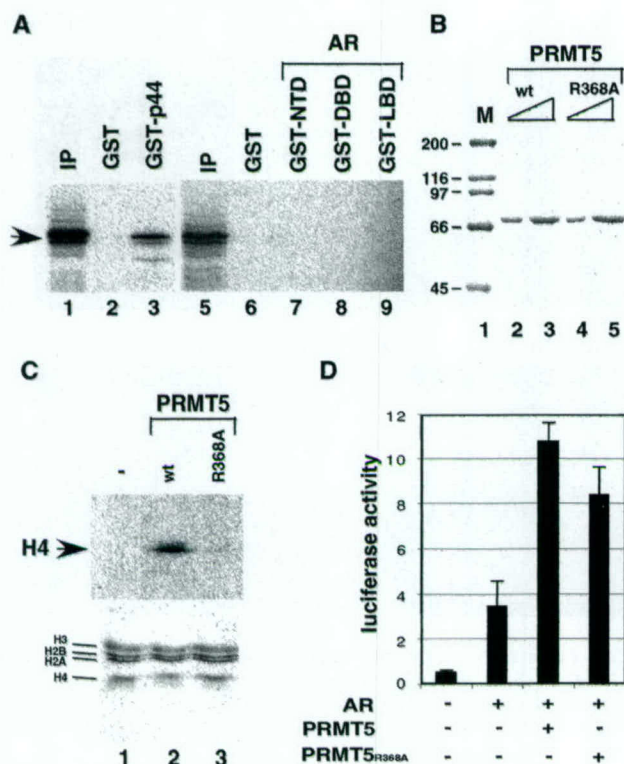 A
AR
IP
GST
GST-p44
IP
GST
GST-NTD
GST-DBD
GST-LBD
1 2 3 5 6 7 8 9
B
PRMT5
wt R368A
M
200
116
97
66
45
1 2 3 4 5
C
PRMT5
-
wt
R368A
H4
H3
H2B
H2A
H4
1 2 3
D
luciferase activity
12
10
8
6
4
2
0
AR - + + +
PRMT5 - - + -
PRMT5R368A - - - +